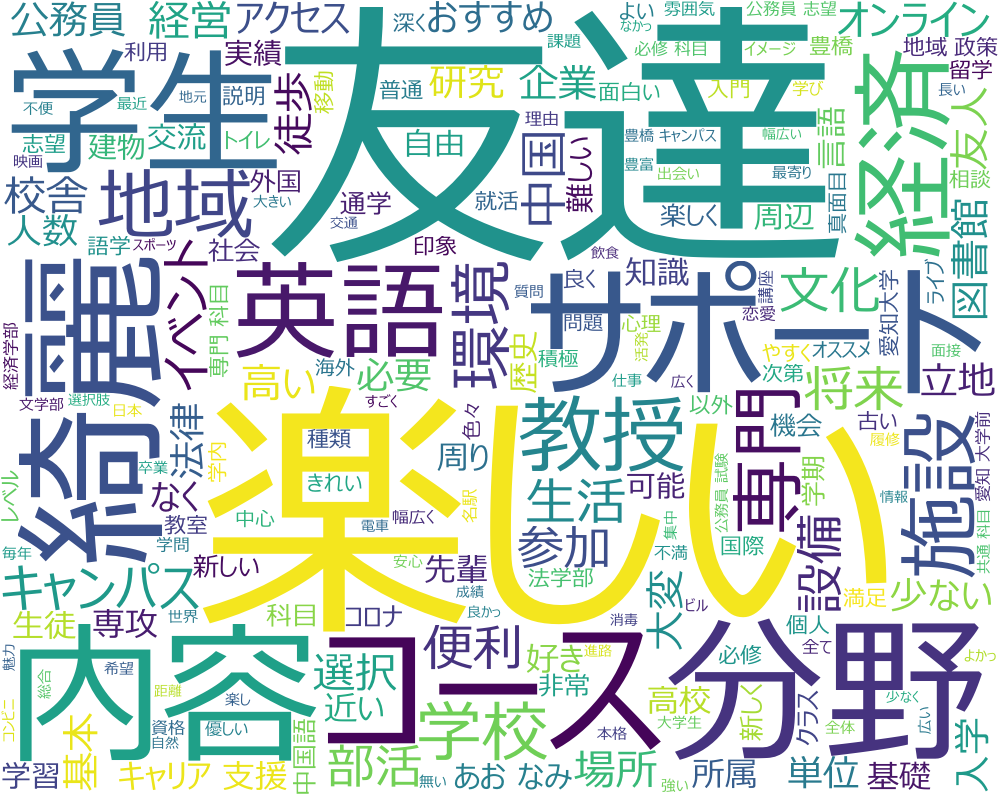 公務員
経営
アクセス
深く
おすすめ
友達
課題
なかっ
よい
雰囲気
公務員 志望
オンライン
必修 科目
イメージ
豊橋
地域 政策
学生
利用
実績
不便
最近
地元
説明
移動
普通
研究
企業
面白い
入門
学び
留学
長い
経済
志望
建物
交流
トイレ
徒歩
自由
理由
中国
難しい
豊橋 キャンパス
豊富
幅広い
出会い
最寄り
言語
友人
相談
映画
校舎
地域
外国
大きい
通学
就活
楽しく
周辺
真面目
図書館
人数
語学
スポーツ
社会
交通
印象
飲食
綺麗
イベント
英語
環境
良く
質問
知識
サポート
文化
講座
恋愛
愛知大学
ライブ
経済学部
専門 科目
海外
歴史
積極
問題
活発
心理
やすく
オススメ
面接
文学部
選択肢
日本
法律
高い
必要
すごく
色々
仕事
広く
以外
次第
将来
立地
楽しい
教授
専門
機会
古い
履修
施設
愛知 大学前
レベル
卒業
なく
学内
種類
きれい
周り
名駅
生活
可能
公務員 試験
学期
情報
共通 科目
毎年
学問
教室
中心
電車
幅広く
集中
不満
国際
設備
キャンパス
新しい
安心
先輩
成績
参加
法学部
大変
満足
少ない
生徒
専攻
世界
科目
コロナ
良かっ
消毒
ビル
個人
魅力
内容
コース
選択
便利
好き
進路
必修
全て
分野
よかっ
コンビニ
総合
希望
距離
楽し
近い
非常
高校
新しく
クラス
少なく
広い
入学
基本
資格
自然
優しい
中国語
学校
本格
大学生
全体
学習
キャリア
支援
部活
無い
あお なみ
場所
強い
所属
単位
基礎